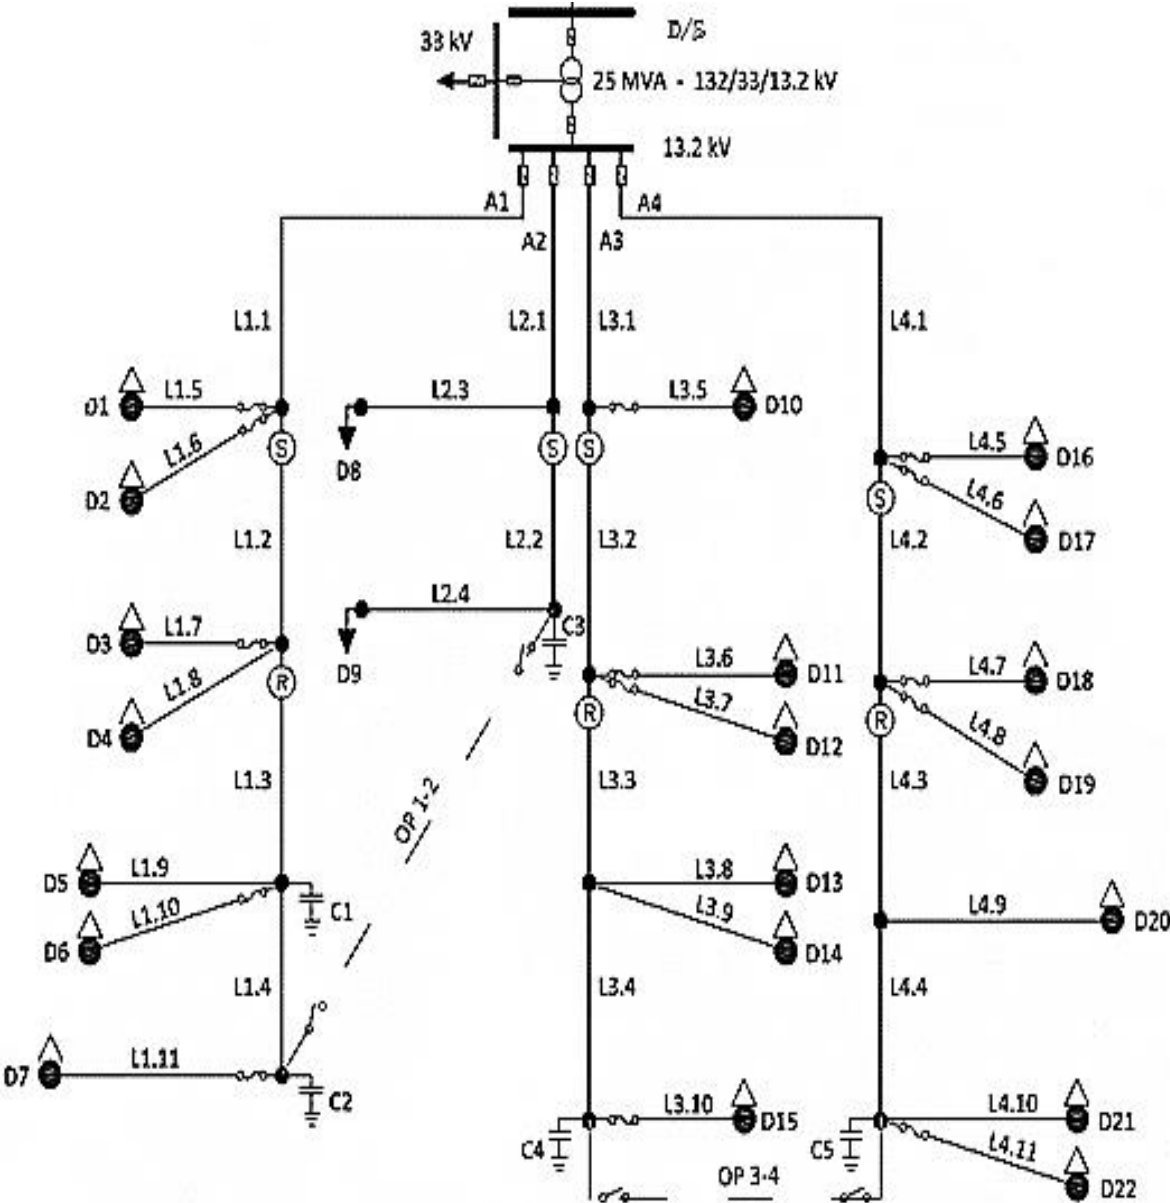 D/S
33 kV
25 MVA - 132/33/13.2 kV
13.2 kV
A1
A4
A2
A3
L1.1
L2.1
L3.1
L4.1
D1
L1.5
L2.3
L3.5
D10
L1.6
S
S
S
L4.5
D16
D2
D8
S
L4.6
D17
L1.2
L2.2
L3.2
L4.2
L2.4
C3
D3
L1.7
L1.8
R
D9
L3.6
D11
L4.7
D18
L3.7
R
R
L4.8
D4
D12
L1.3
L3.3
L4.3
D19
OP 1-2
D5
L1.9
L3.8
D13
L1.10
C1
L3.9
L4.9
D20
D6
D14
L1.4
L3.4
L4.4
D7
L1.11
C2
L3.10
D15
L4.10
D21
C4
C5
L4.11
OP 3-4
D22